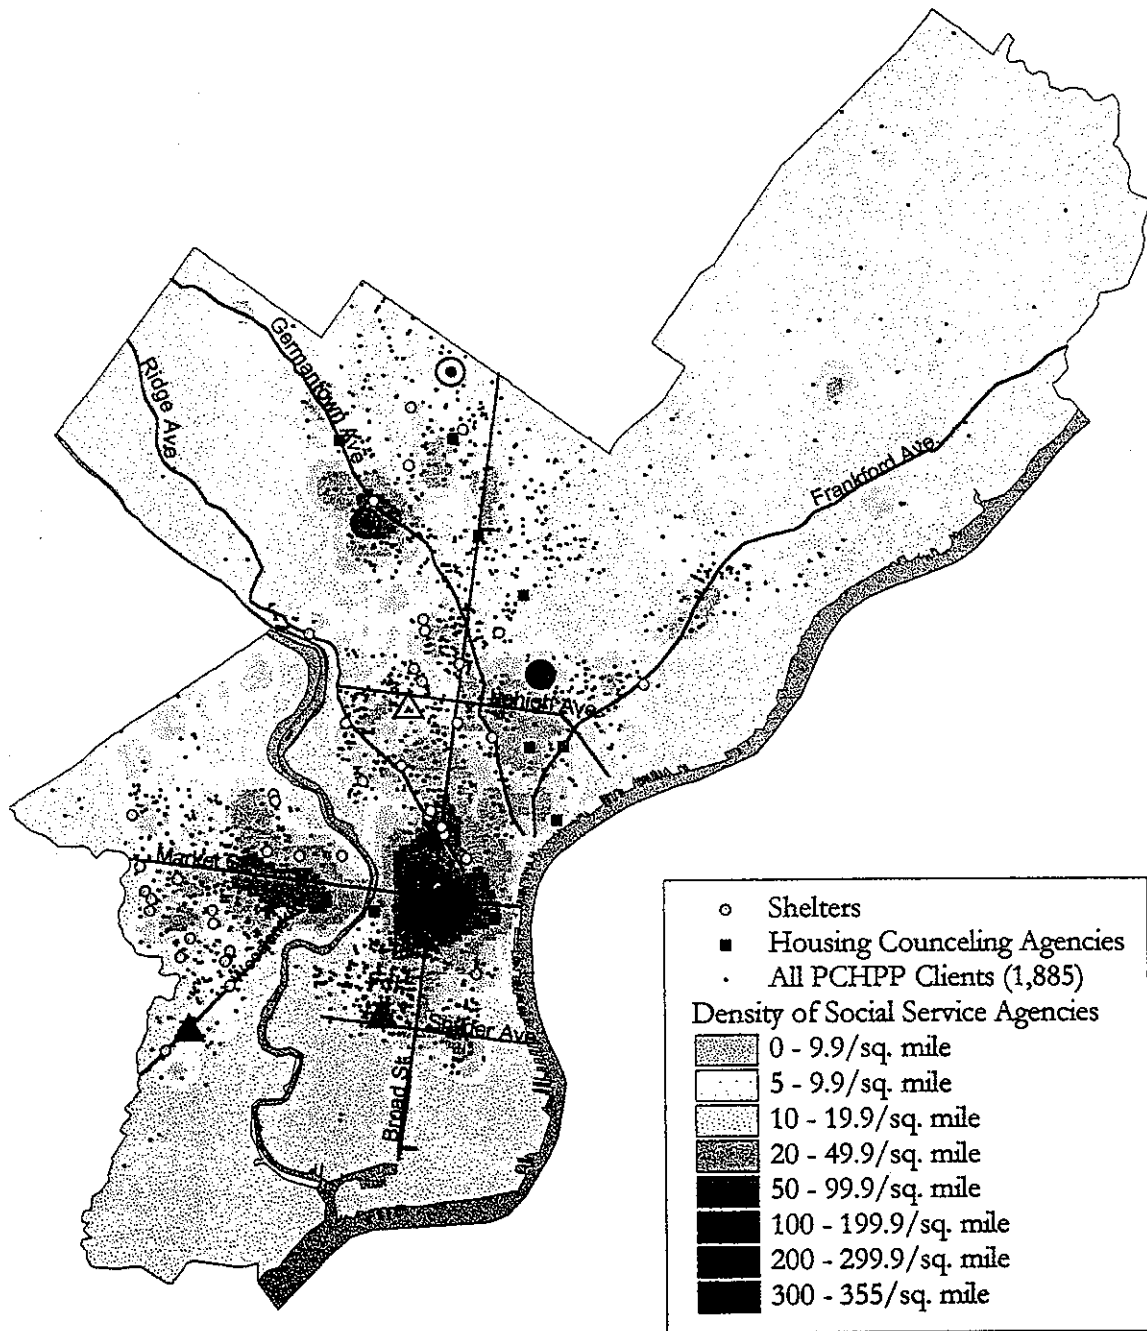 Germantown Ave
Ridge Ave
Frankford Ave
Lehigh Ave
Market
Snyder Ave
Broad St
Shelters
Housing Counceling Agencies
All PCHPP Clients (1,885)
Density of Social Service Agencies
0 - 9.9/sq. mile
5 - 9.9/sq. mile
10 - 19.9/sq. mile
20 - 49.9/sq. mile
50 - 99.9/sq. mile
100 - 199.9/sq. mile
200 - 299.9/sq. mile
300 - 355/sq. mile